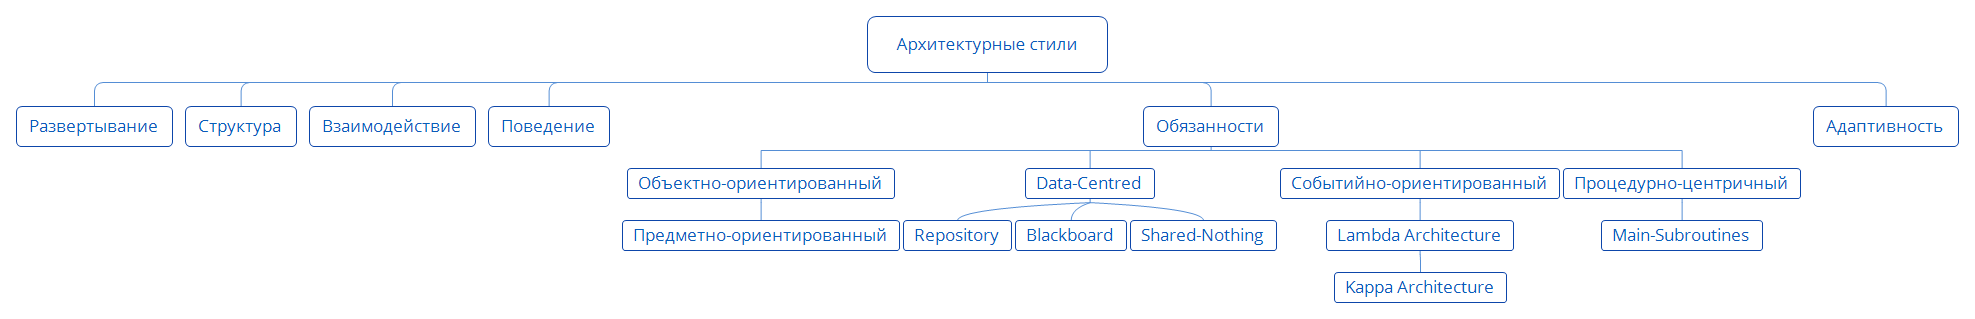 Архитектурные стили
Развертывание
Структура
Взаимодействие
Поведение
Обязанности
Адаптивность
Объектно-ориентированный
Data-Centred
Событийно-ориентированный
Процедурно-центричный
Предметно-ориентированный
Repository
Blackboard
Shared-Nothing
Lambda Architecture
Main-Subroutines
Kappa Architecture